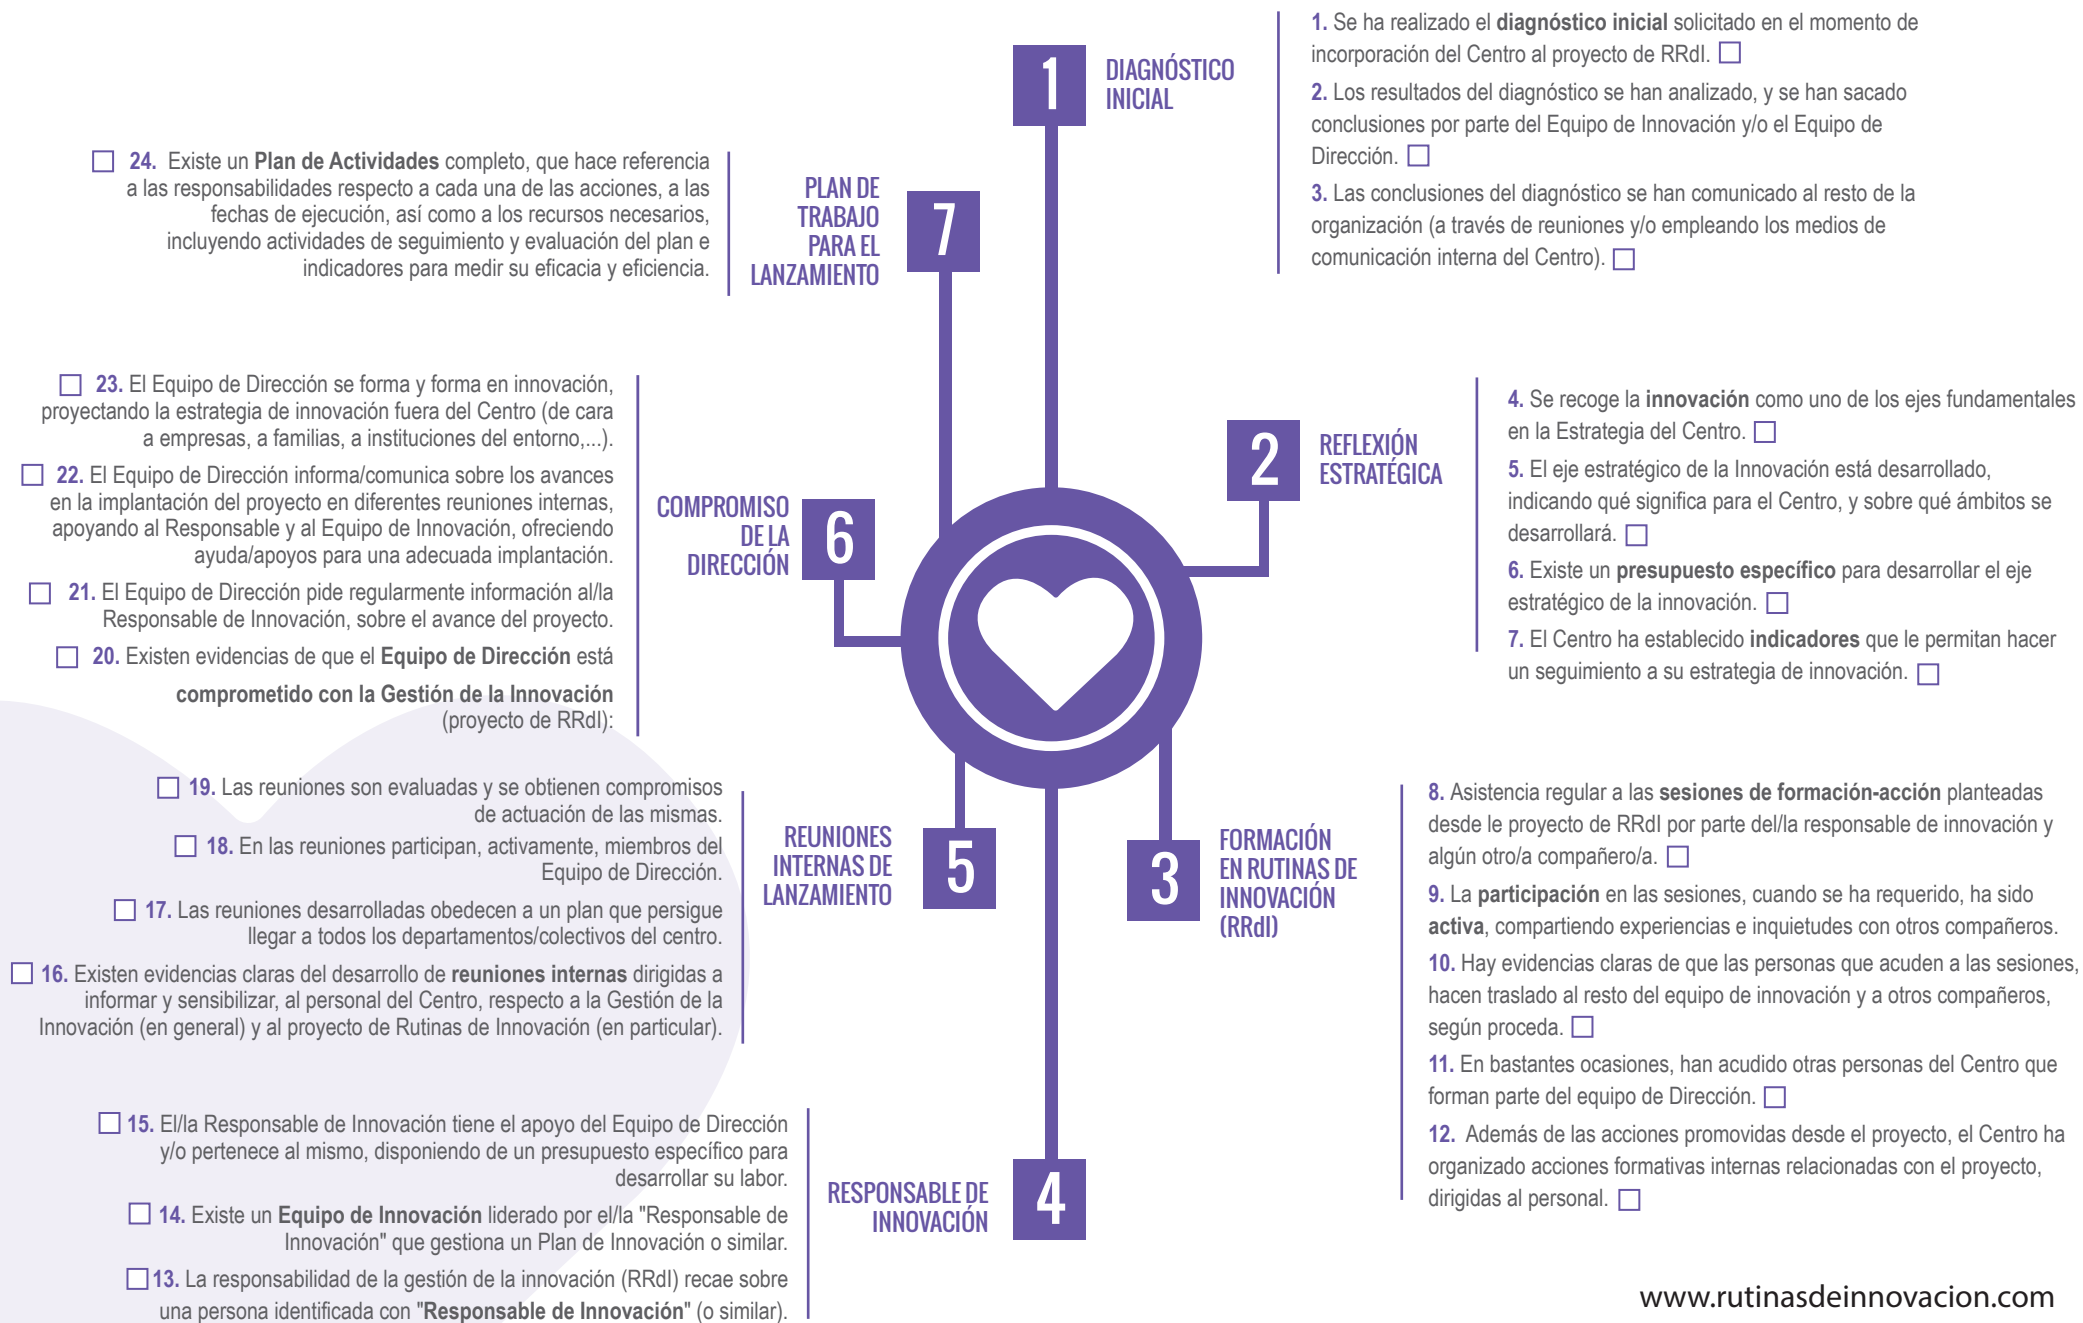 1
DIAGNÓSTICO
INICIAL
1. Se ha realizado el diagnóstico inicial solicitado en el momento de
incorporación del Centro al proyecto de RRdI.
2. Los resultados del diagnóstico se han analizado, y se han sacado
conclusiones por parte del Equipo de Innovación y/o el Equipo de
Dirección.
3. Las conclusiones del diagnóstico se han comunicado al resto de la
organización (a través de reuniones y/o empleando los medios de
comunicación interna del Centro).
2
REFLEXIÓN
ESTRATÉGICA
4. Se recoge la innovación como uno de los ejes fundamentales
en la Estrategia del Centro.
5. El eje estratégico de la Innovación está desarrollado,
indicando qué significa para el Centro, y sobre qué ámbitos se
desarrollará.
6. Existe un presupuesto específico para desarrollar el eje
estratégico de la innovación.
7. El Centro ha establecido indicadores que le permitan hacer
un seguimiento a su estrategia de innovación.
3
FORMACIÓN
EN RUTINAS DE
INNOVACIÓN
(RRdI)
8. Asistencia regular a las sesiones de formación-acción planteadas
desde le proyecto de RRdI por parte del/la responsable de innovación y
algún otro/a compañero/a.
9. La participación en las sesiones, cuando se ha requerido, ha sido
activa, compartiendo experiencias e inquietudes con otros compañeros.
10. Hay evidencias claras de que las personas que acuden a las sesiones,
hacen traslado al resto del equipo de innovación y a otros compañeros,
según proceda.
11. En bastantes ocasiones, han acudido otras personas del Centro que
forman parte del equipo de Dirección.
12. Además de las acciones promovidas desde el proyecto, el Centro ha
organizado acciones formativas internas relacionadas con el proyecto,
dirigidas al personal.
4
RESPONSABLE DE
INNOVACIÓN
15. El/la Responsable de Innovación tiene el apoyo del Equipo de Dirección
y/o pertenece al mismo, disponiendo de un presupuesto específico para
desarrollar su labor.
14. Existe un Equipo de Innovación liderado por el/la "Responsable de
Innovación" que gestiona un Plan de Innovación o similar.
13. La responsabilidad de la gestión de la innovación (RRdI) recae sobre
una persona identificada con "Responsable de Innovación" (o similar).
5
REUNIONES
INTERNAS DE
LANZAMIENTO
19. Las reuniones son evaluadas y se obtienen compromisos
de actuación de las mismas.
18. En las reuniones participan, activamente, miembros del
Equipo de Dirección.
17. Las reuniones desarrolladas obedecen a un plan que persigue
llegar a todos los departamentos/colectivos del centro.
16. Existen evidencias claras del desarrollo de reuniones internas dirigidas a
informar y sensibilizar, al personal del Centro, respecto a la Gestión de la
Innovación (en general) y al proyecto de Rutinas de Innovación (en particular).
6
COMPROMISO
DE LA
DIRECCIÓN
23. El Equipo de Dirección se forma y forma en innovación,
proyectando la estrategia de innovación fuera del Centro (de cara
a empresas, a familias, a instituciones del entorno,...).
22. El Equipo de Dirección informa/comunica sobre los avances
en la implantación del proyecto en diferentes reuniones internas,
apoyando al Responsable y al Equipo de Innovación, ofreciendo
ayuda/apoyos para una adecuada implantación.
21. El Equipo de Dirección pide regularmente información al/la
Responsable de Innovación, sobre el avance del proyecto.
20. Existen evidencias de que el Equipo de Dirección está
comprometido con la Gestión de la Innovación
(proyecto de RRdI):
7
PLAN DE
TRABAJO
PARA EL
LANZAMIENTO
24. Existe un Plan de Actividades completo, que hace referencia
a las responsabilidades respecto a cada una de las acciones, a las
fechas de ejecución, así como a los recursos necesarios,
incluyendo actividades de seguimiento y evaluación del plan e
indicadores para medir su eficacia y eficiencia.
www.rutinasdeinnovacion.com